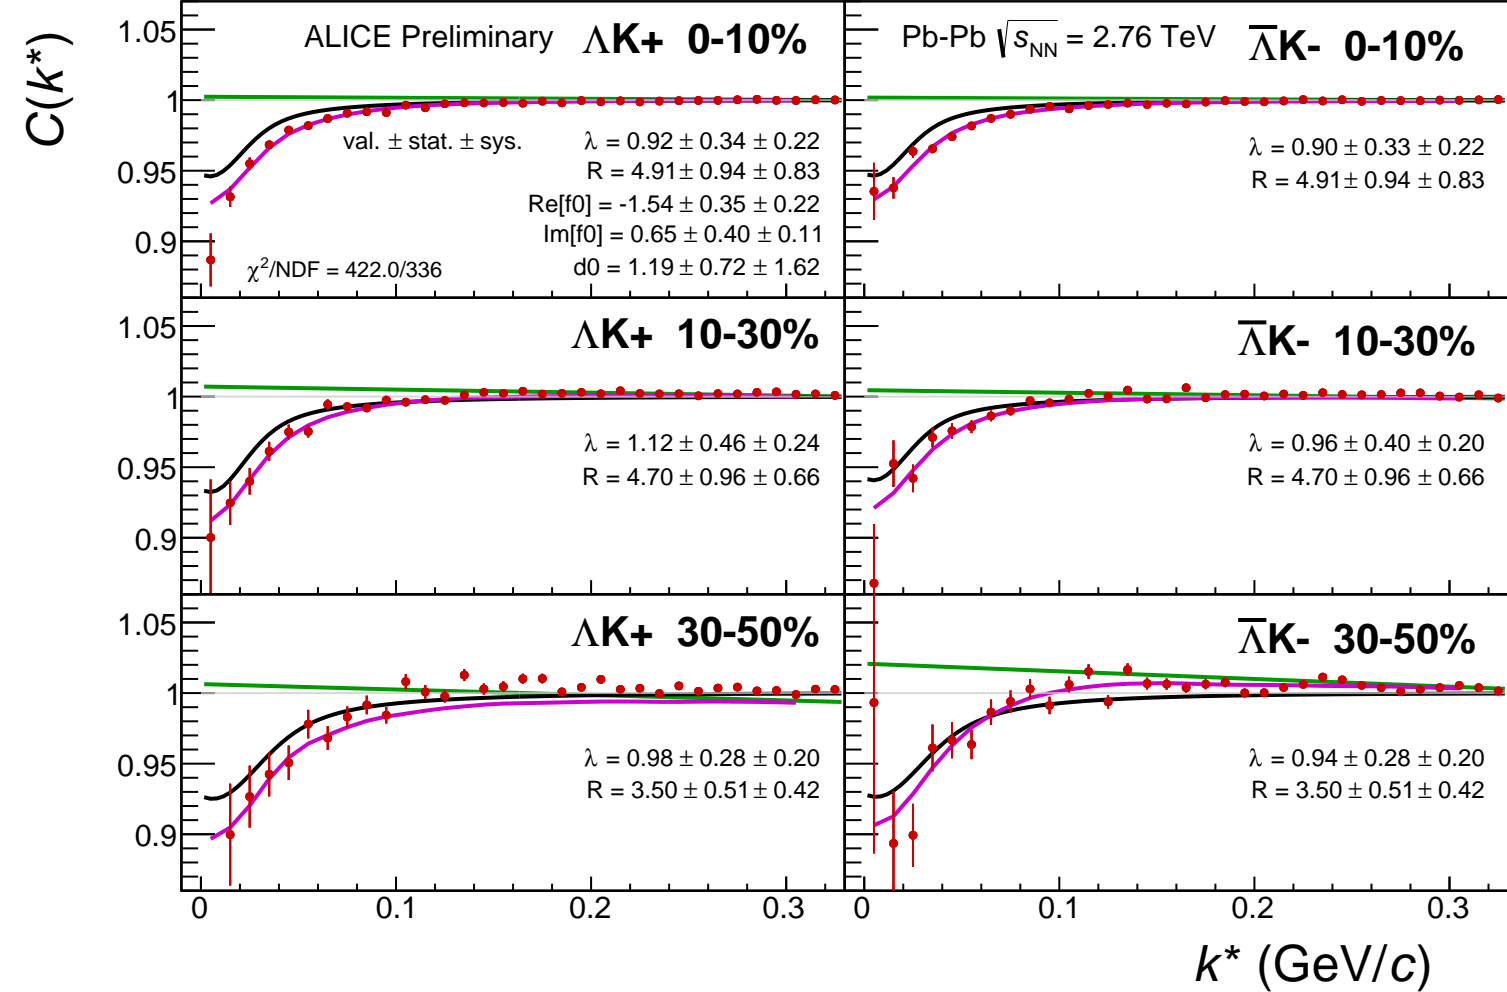 C(k*)
ALICE Preliminary ΛK+ 0-10%
val. ± stat. ± sys.
λ = 0.92 ± 0.34 ± 0.22
R = 4.91 ± 0.94 ± 0.83
Re[f0] = -1.54 ± 0.35 ± 0.22
Im[f0] = 0.65 ± 0.40 ± 0.11
d0 = 1.19 ± 0.72 ± 1.62
χ²/NDF = 422.0/336
1.05
1
0.95
0.9
Pb-Pb √sNN = 2.76 TeV Λ̅K- 0-10%
λ = 0.90 ± 0.33 ± 0.22
R = 4.91 ± 0.94 ± 0.83
ΛK+ 10-30%
λ = 1.12 ± 0.46 ± 0.24
R = 4.70 ± 0.96 ± 0.66
1.05
1
0.95
0.9
Λ̅K- 10-30%
λ = 0.96 ± 0.40 ± 0.20
R = 4.70 ± 0.96 ± 0.66
ΛK+ 30-50%
λ = 0.98 ± 0.28 ± 0.20
R = 3.50 ± 0.51 ± 0.42
1.05
1
0.95
0.9
Λ̅K- 30-50%
λ = 0.94 ± 0.28 ± 0.20
R = 3.50 ± 0.51 ± 0.42
0 0.1 0.2 0.3
0 0.1 0.2 0.3
k* (GeV/c)